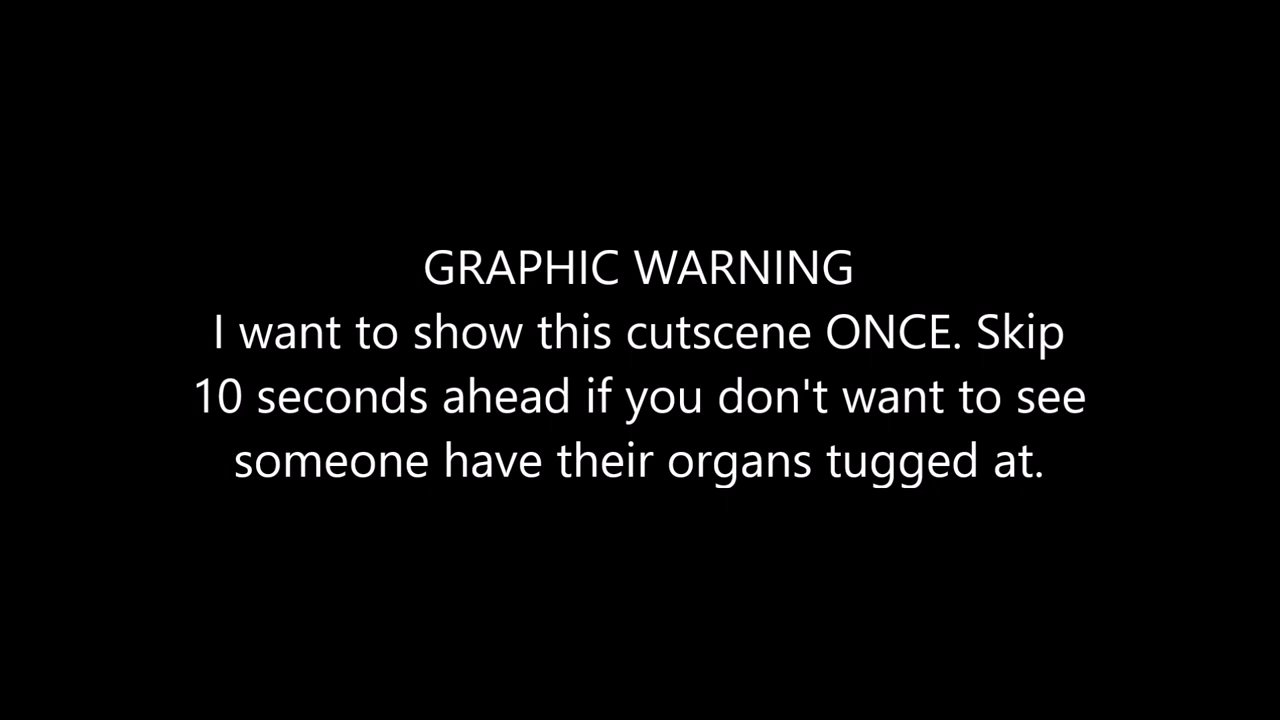 GRAPHIC WARNING
I want to show this cutscene ONCE. Skip
10 seconds ahead if you don't want to see
someone have their organs tugged at.